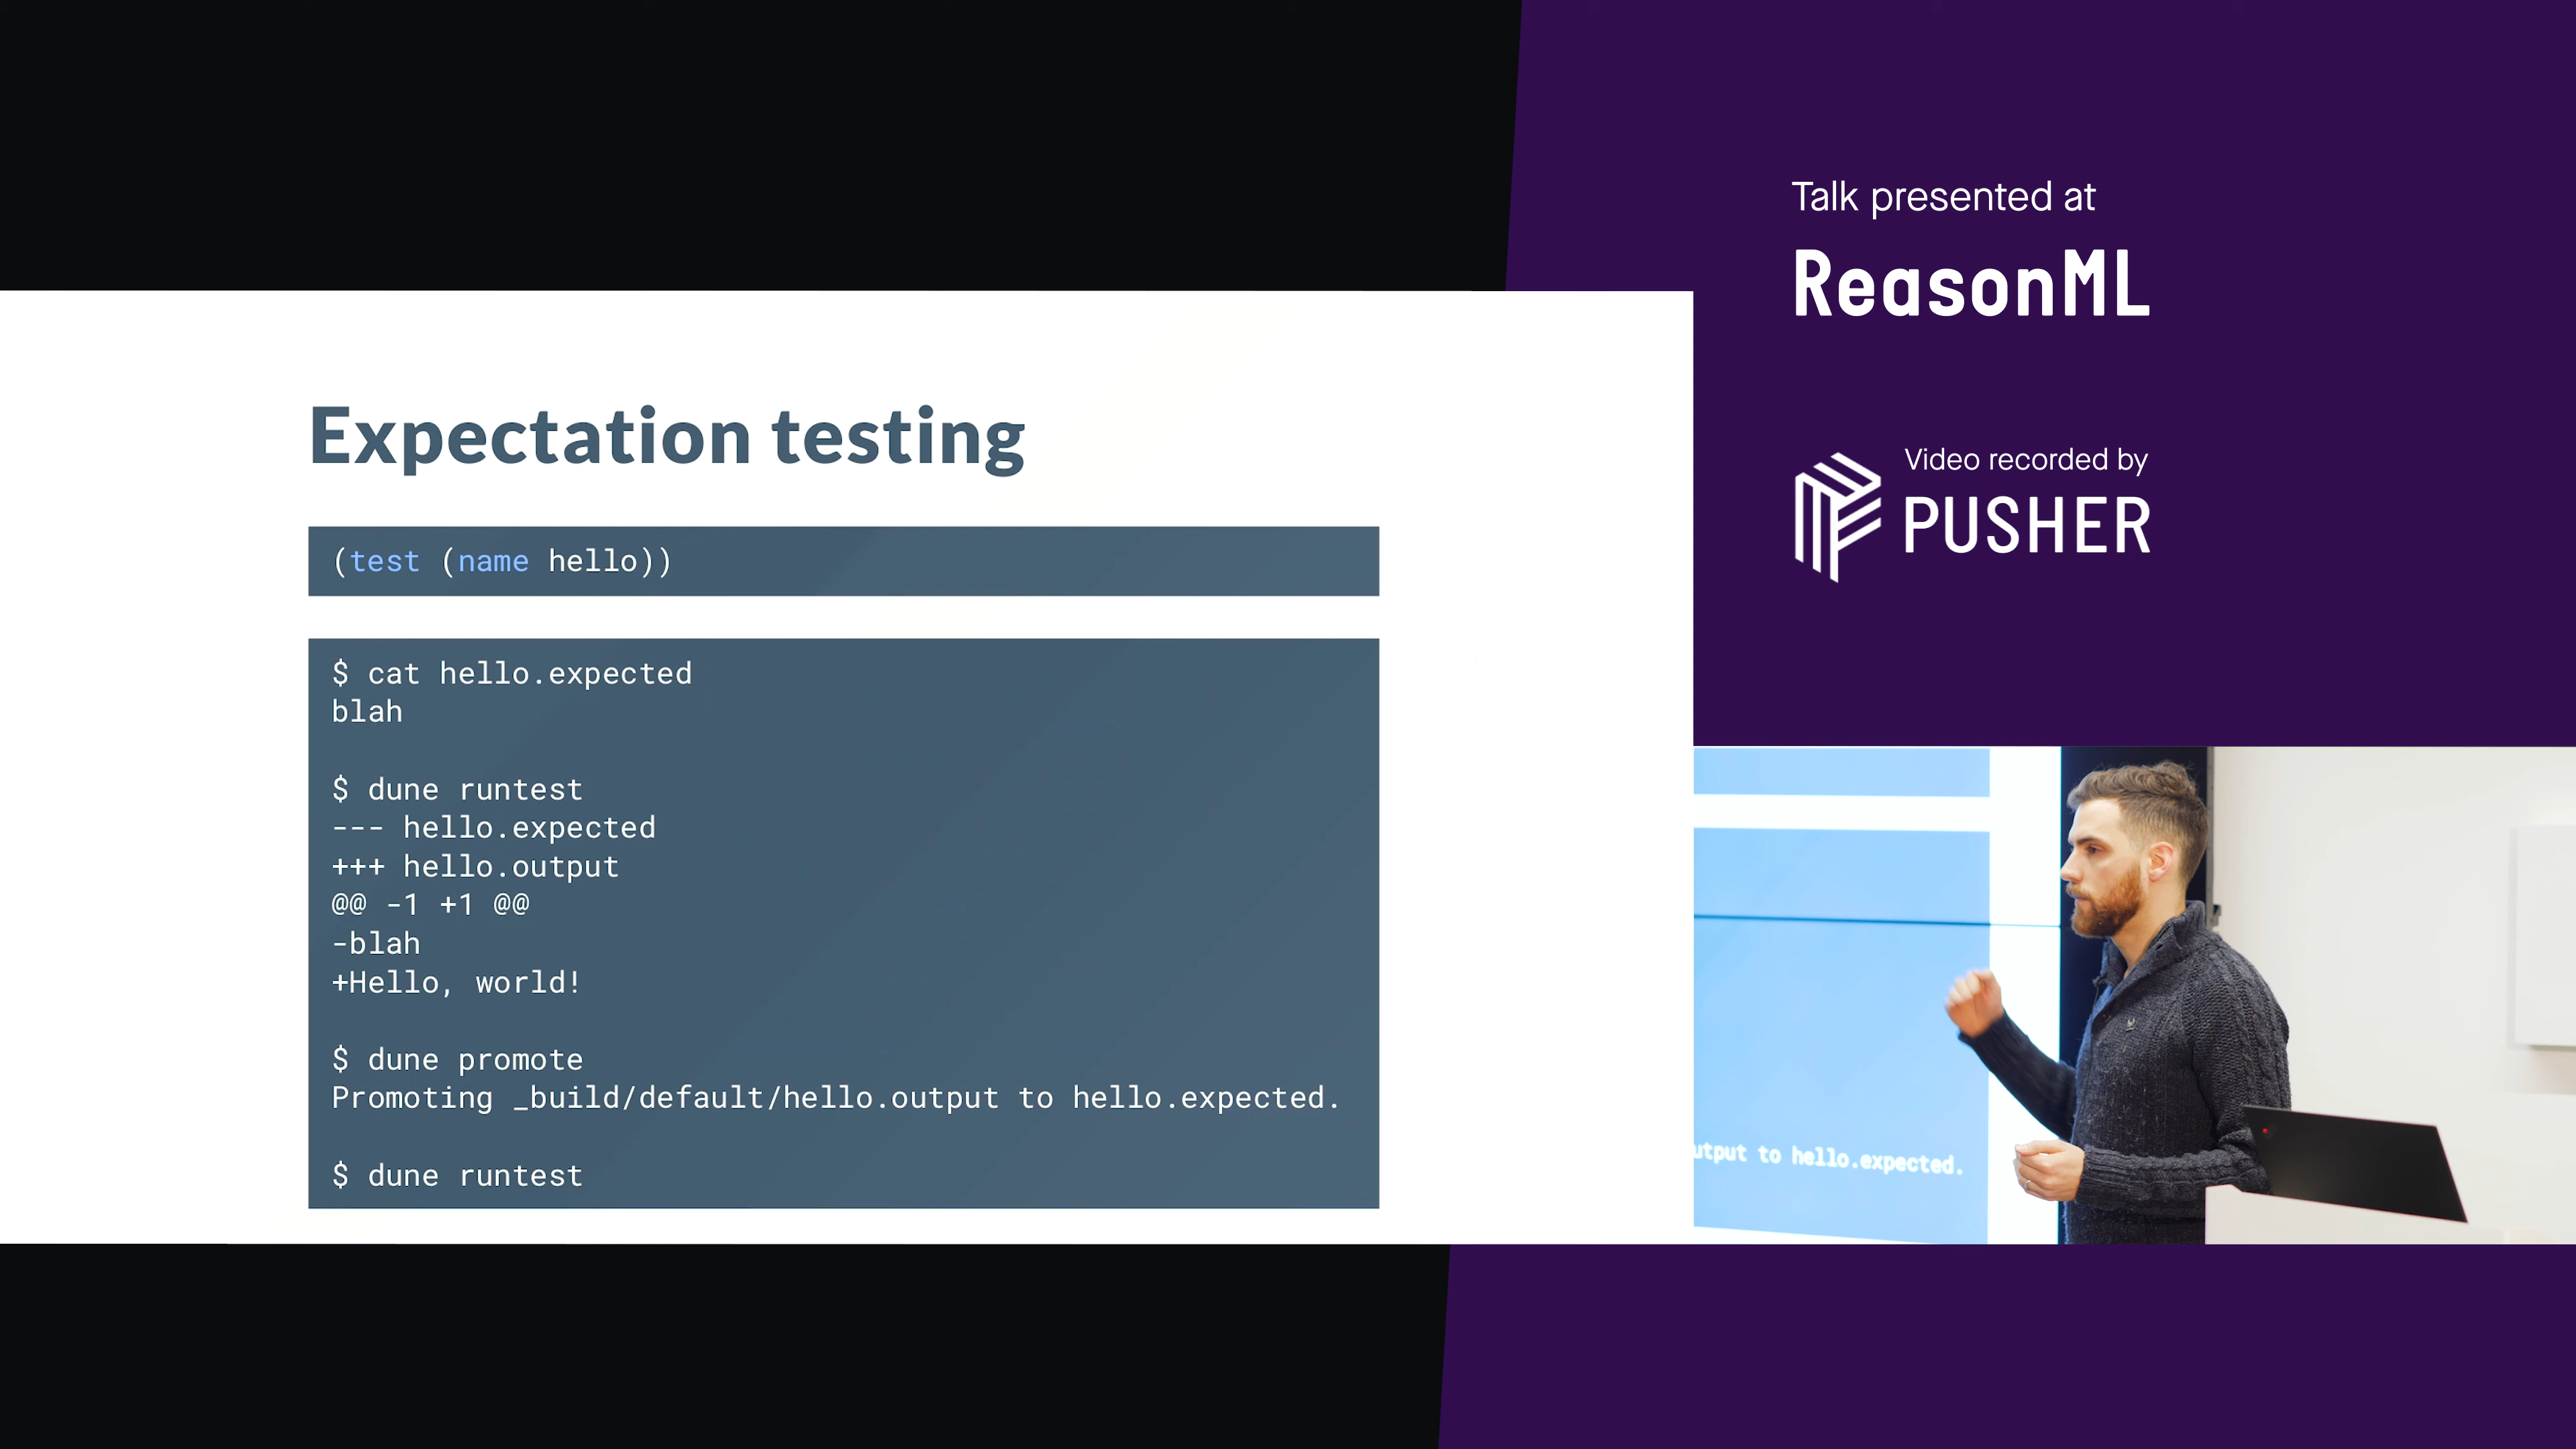 Talk presented at
ReasonML
Video recorded by
PUSHER
Expectation testing
(test (name hello))
$ cat hello.expected
blah
$ dune runtest
--- hello.expected
+++ hello.output
@@ -1 +1 @@
-blah
+Hello, world!
$ dune promote
Promoting _build/default/hello.output to hello.expected.
$ dune runtest
utput to hello.expected.